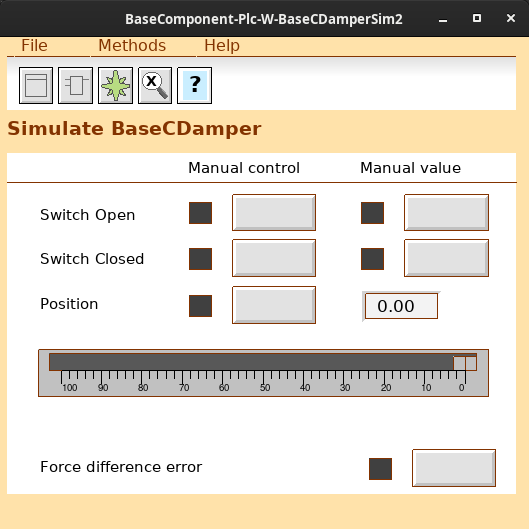 BaseComponent-Plc-W-BaseCDamperSim2
File Methods Help
X ?
Simulate BaseCDamper
Manual control Manual value
Switch Open
Switch Closed
Position 0.00
100 90 80 70 60 50 40 30 20 10 0
Force difference error